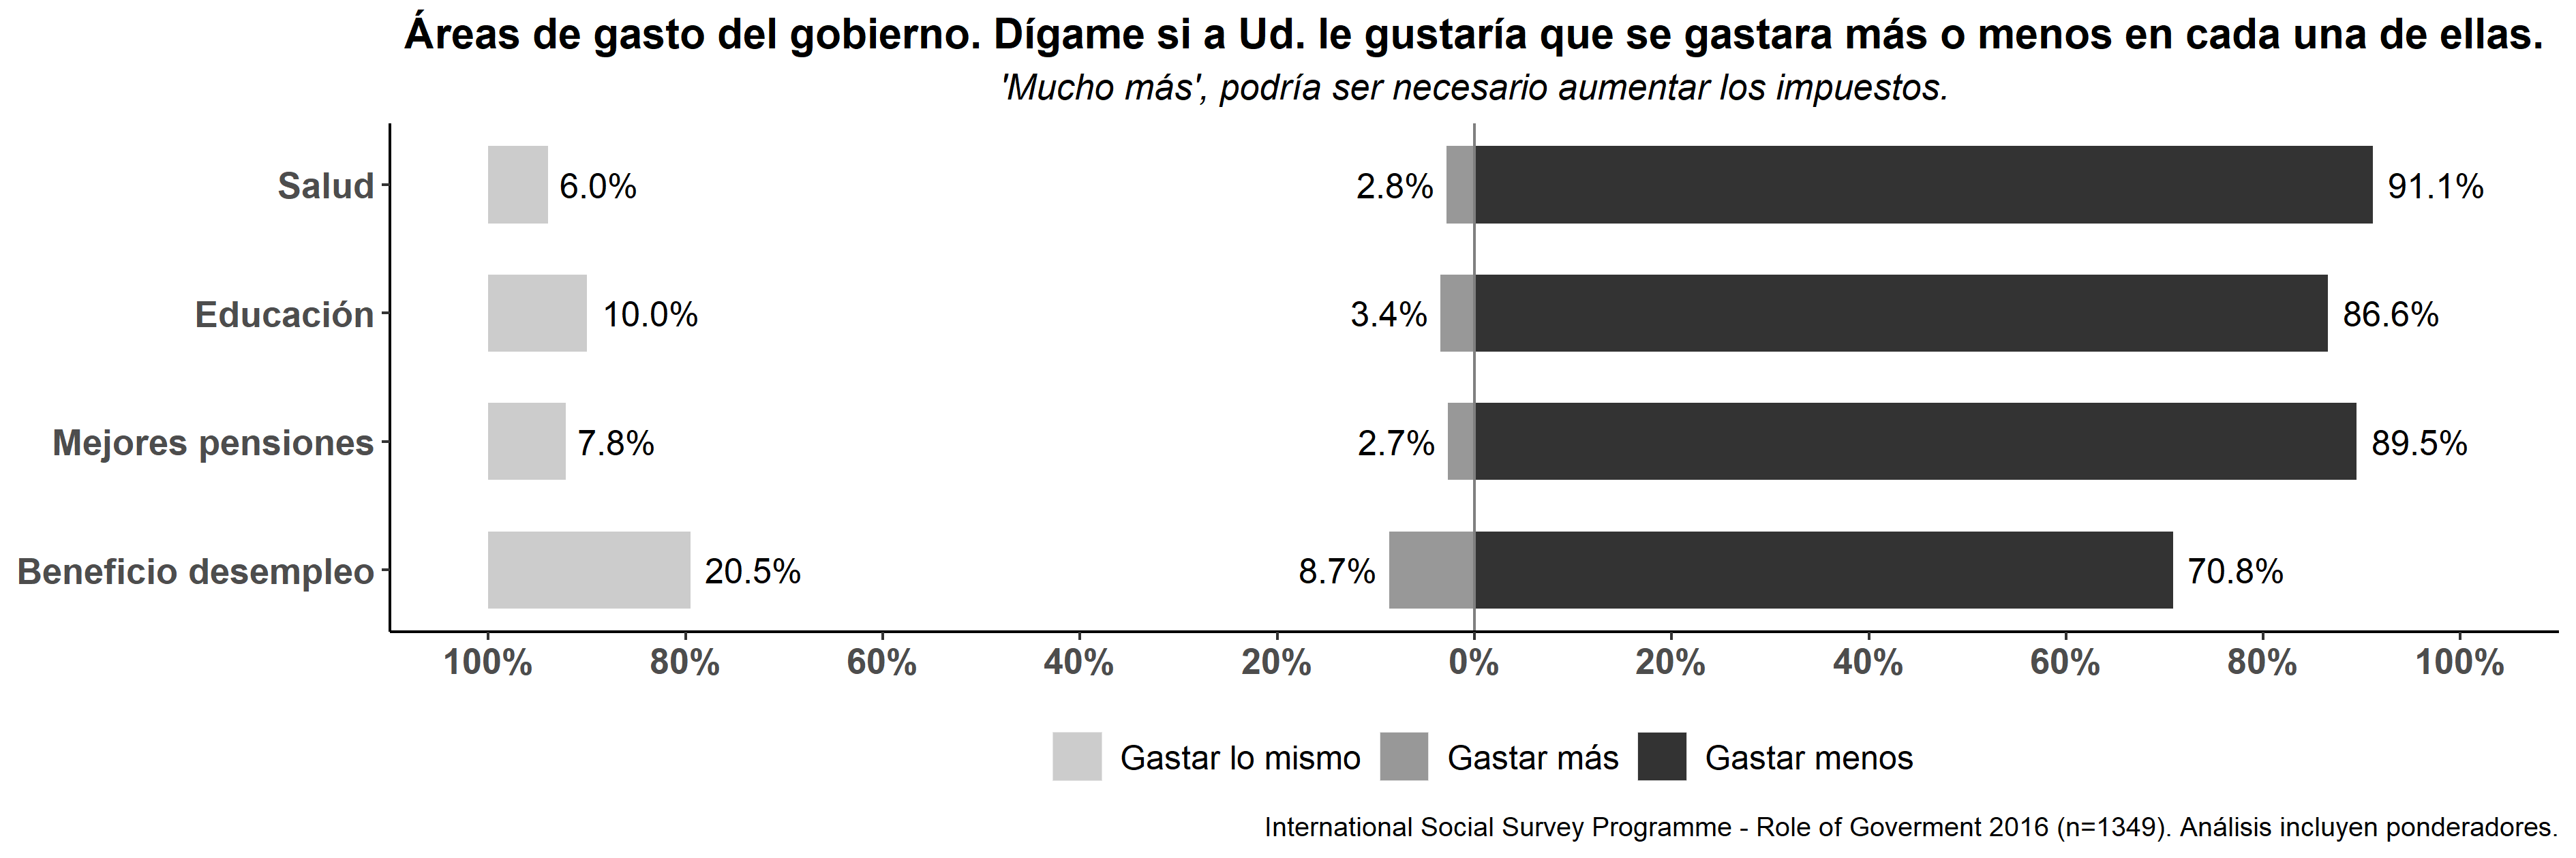 Áreas de gasto del gobierno. Dígame si a Ud. le gustaría que se gastara más o menos en cada una de ellas.
'Mucho más', podría ser necesario aumentar los impuestos.
Salud 6.0% 2.8% 91.1%
Educación 10.0% 3.4% 86.6%
Mejores pensiones 7.8% 2.7% 89.5%
Beneficio desempleo 20.5% 8.7% 70.8%
100% 80% 60% 40% 20% 0% 20% 40% 60% 80% 100%
Gastar lo mismo Gastar más Gastar menos
International Social Survey Programme - Role of Goverment 2016 (n=1349). Análisis incluyen ponderadores.